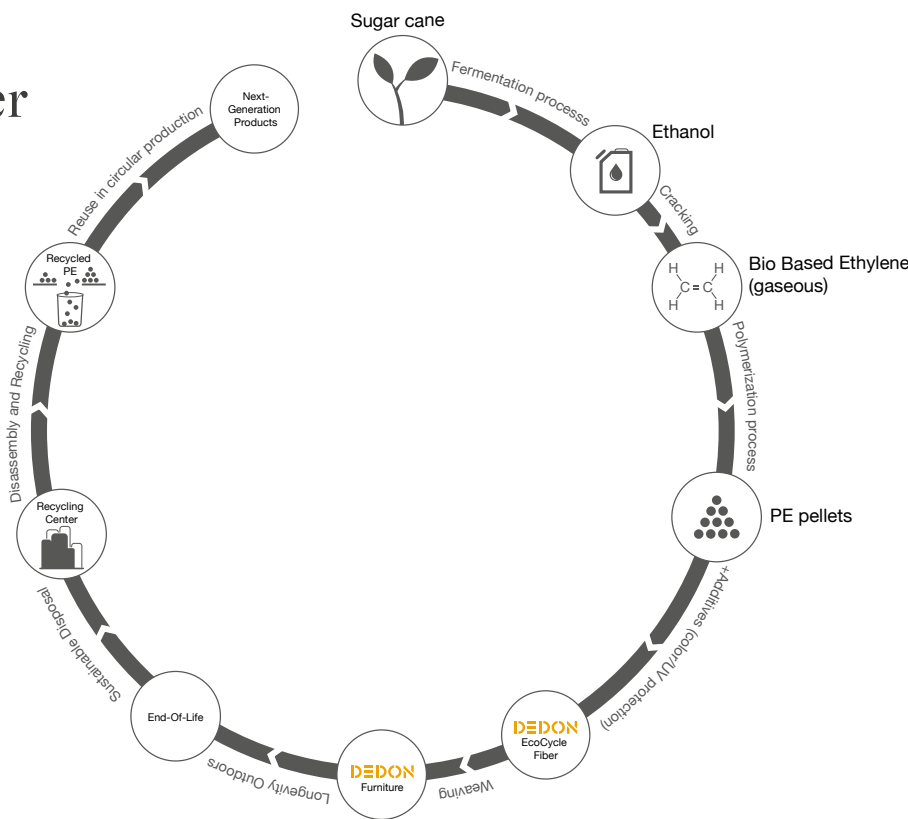 er
Sugar cane
Fermentation processs
Ethanol
Cracking
Bio Based Ethylene
(gaseous)
H H
C=C
H H
Polymerization process
PE pellets
+Additives (color/UV protection)
DEDON
EcoCycle
Fiber
Weaving
DEDON
Furniture
Longevity Outdoors
End-Of-Life
Sustainable Disposal
Recycling
Center
Disassembly and Recycling
Recycled
PE
Reuse in circular production
Next-
Generation
Products